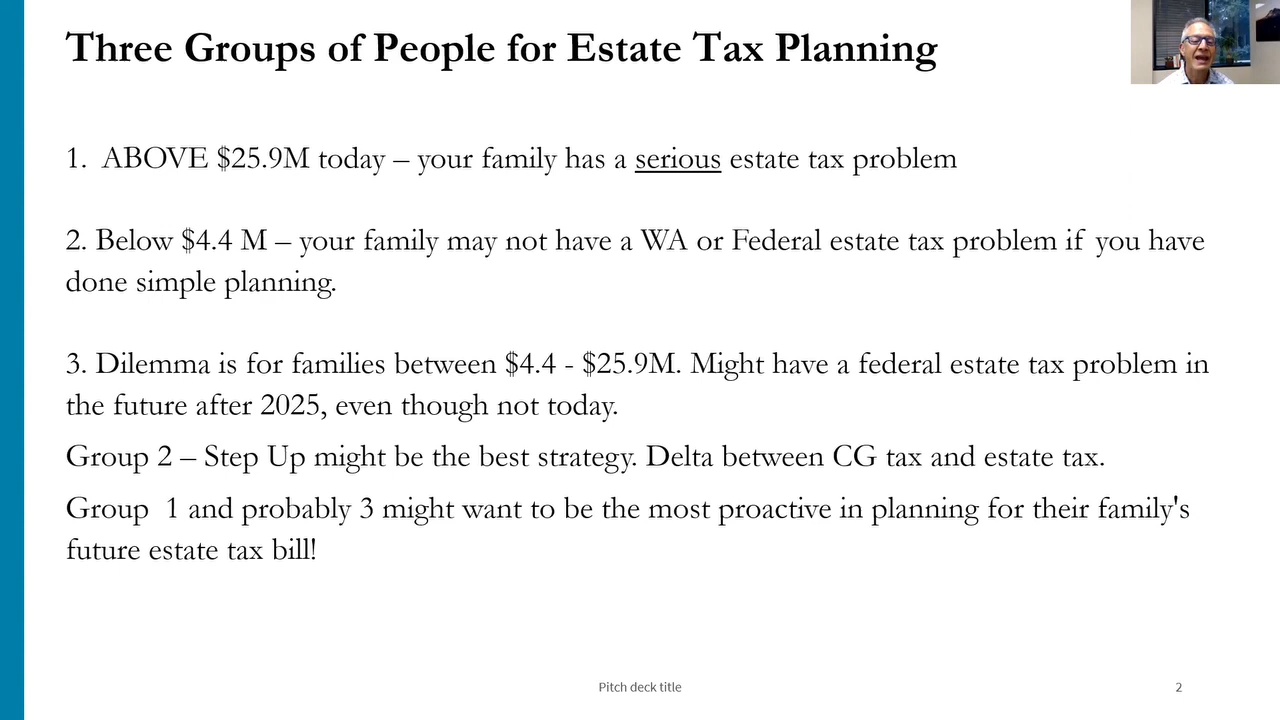 Three Groups of People for Estate Tax Planning
1. ABOVE $25.9M today – your family has a serious estate tax problem
2. Below $4.4 M – your family may not have a WA or Federal estate tax problem if you have
done simple planning.
3. Dilemma is for families between $4.4 - $25.9M. Might have a federal estate tax problem in
the future after 2025, even though not today.
Group 2 – Step Up might be the best strategy. Delta between CG tax and estate tax.
Group 1 and probably 3 might want to be the most proactive in planning for their family's
future estate tax bill!
Pitch deck title
2